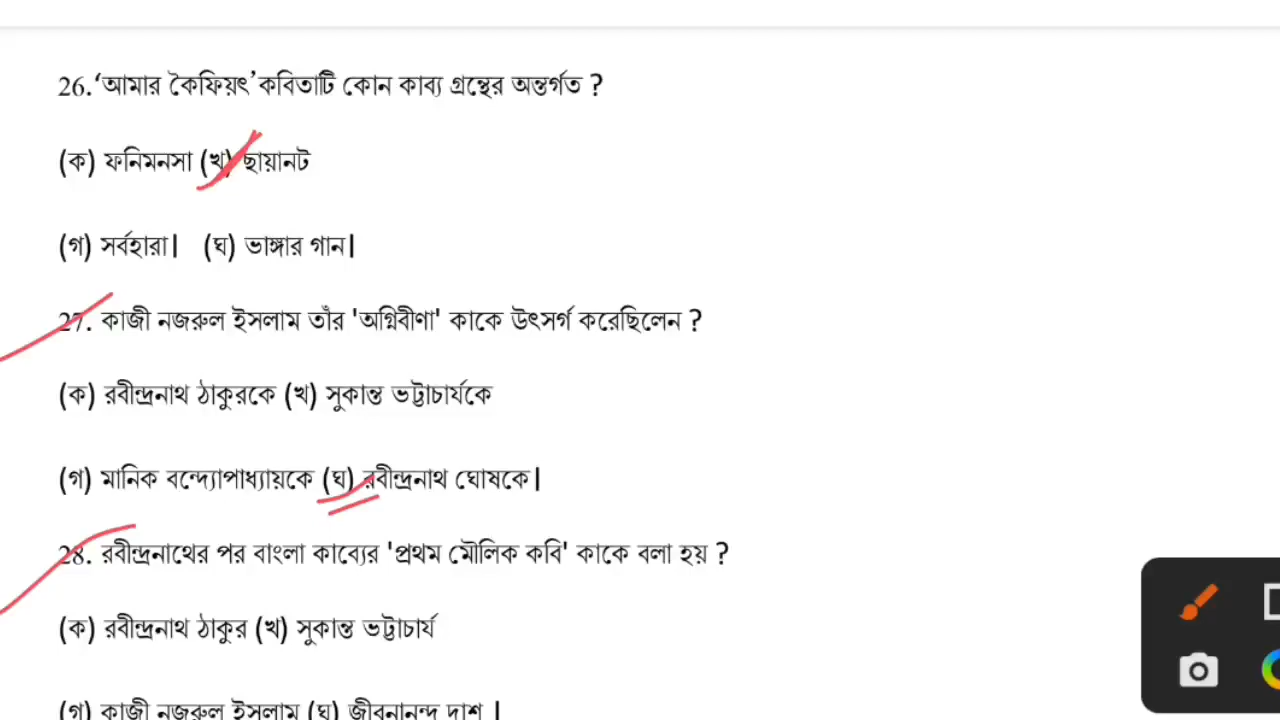 26.‘আমার কৈফিয়ৎ’কবিতাটি কোন কাব্য গ্রন্থের অন্তর্গত ?
(ক) ফনিমনসা (খ) ছায়ানট
(গ) সর্বহারা| (ঘ) ভাঙ্গার গান|
27. কাজী নজরুল ইসলাম তাঁর 'অগ্নিবীণা' কাকে উৎসর্গ করেছিলেন ?
(ক) রবীন্দ্রনাথ ঠাকুরকে (খ) সুকান্ত ভট্টাচার্যকে
(গ) মানিক বন্দ্যোপাধ্যায়কে (ঘ) রবীন্দ্রনাথ ঘোষকে|
28. রবীন্দ্রনাথের পর বাংলা কাব্যের 'প্রথম মৌলিক কবি' কাকে বলা হয় ?
(ক) রবীন্দ্রনাথ ঠাকুর (খ) সুকান্ত ভট্টাচার্য
(গ) কাজী নজরুল ইসলাম (ঘ) জীবনানন্দ দাশ |